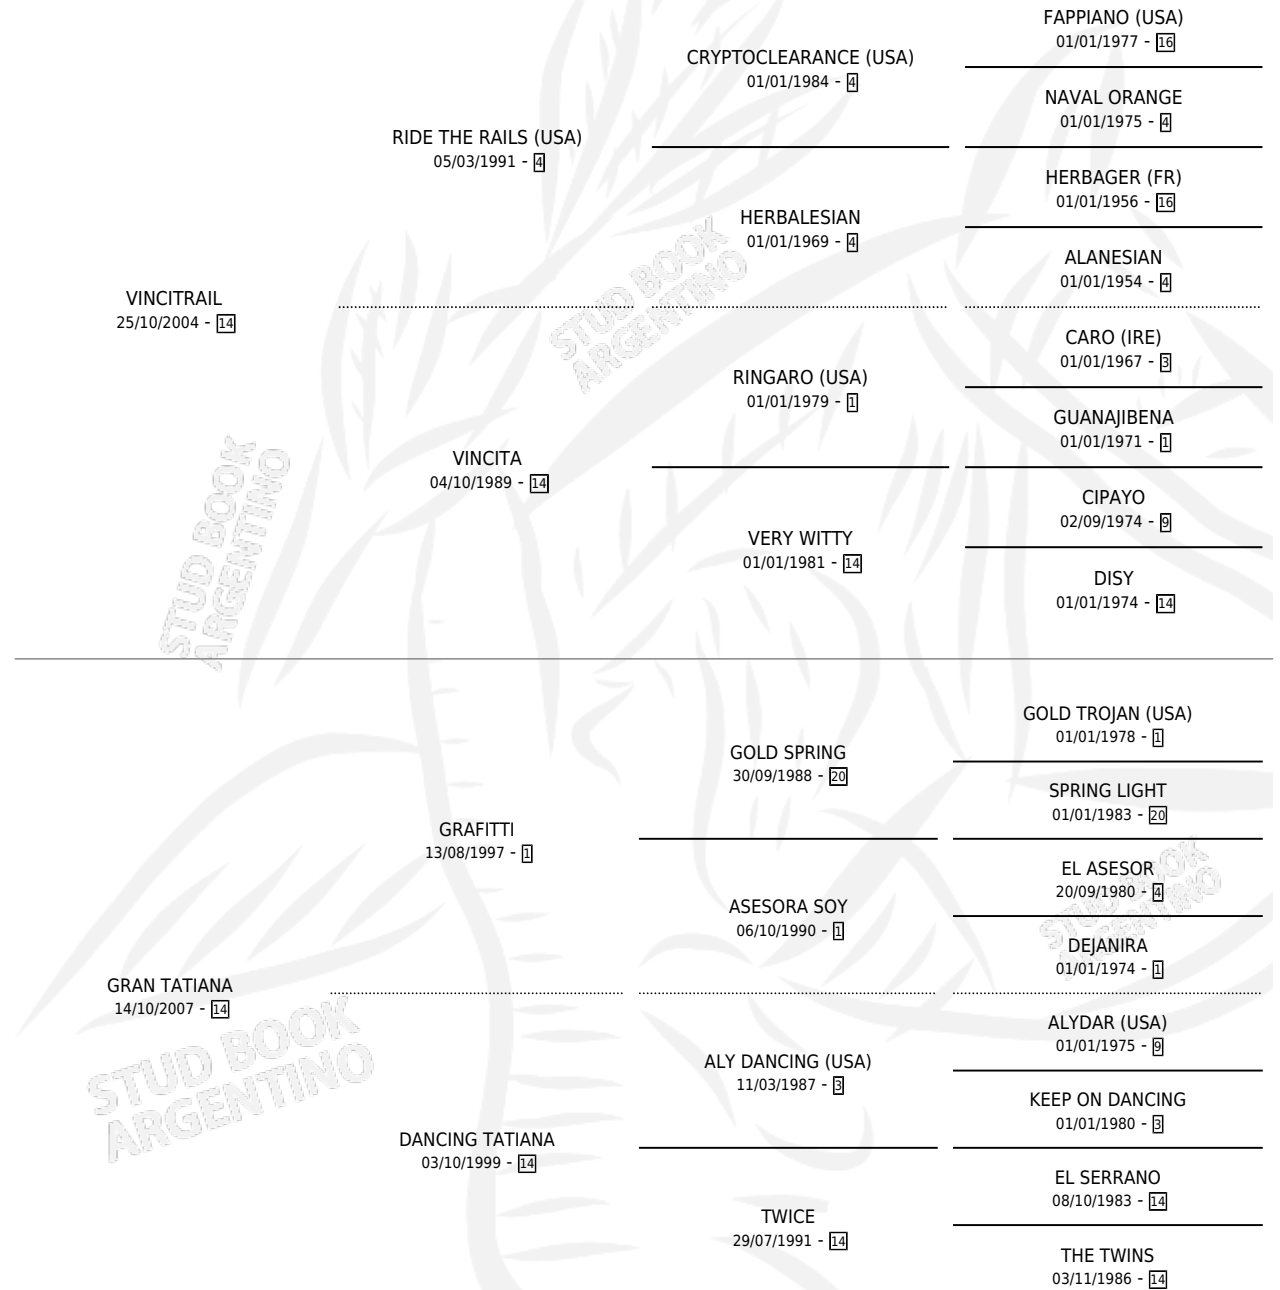 FAPPIANO (USA)
01/01/1977 - 16
CRYPTOCLEARANCE (USA)
01/01/1984 - 4
NAVAL ORANGE
01/01/1975 - 4
RIDE THE RAILS (USA)
05/03/1991 - 4
HERBAGER (FR)
01/01/1956 - 16
HERBALESIAN
01/01/1969 - 4
ALANESIAN
01/01/1954 - 4
VINCITRAIL
25/10/2004 - 14
CARO (IRE)
01/01/1967 - 3
RINGARO (USA)
01/01/1979 - 1
GUANAJIBENA
01/01/1971 - 1
VINCITA
04/10/1989 - 14
CIPAYO
02/09/1974 - 9
VERY WITTY
01/01/1981 - 14
DISY
01/01/1974 - 14
GOLD TROJAN (USA)
01/01/1978 - 1
GOLD SPRING
30/09/1988 - 20
SPRING LIGHT
01/01/1983 - 20
GRAFITTI
13/08/1997 - 1
EL ASESOR
20/09/1980 - 4
ASESORA SOY
06/10/1990 - 1
DEJANIRA
01/01/1974 - 1
GRAN TATIANA
14/10/2007 - 14
ALYDAR (USA)
01/01/1975 - 9
ALY DANCING (USA)
11/03/1987 - 3
KEEP ON DANCING
01/01/1980 - 3
DANCING TATIANA
03/10/1999 - 14
EL SERRANO
08/10/1983 - 14
TWICE
29/07/1991 - 14
THE TWINS
03/11/1986 - 14
STUD BOOK
ARGENTINO
STUD BOOK
ARGENTINO
STUD BOOK
ARGENTINO
STUD BOOK
ARGENTINO